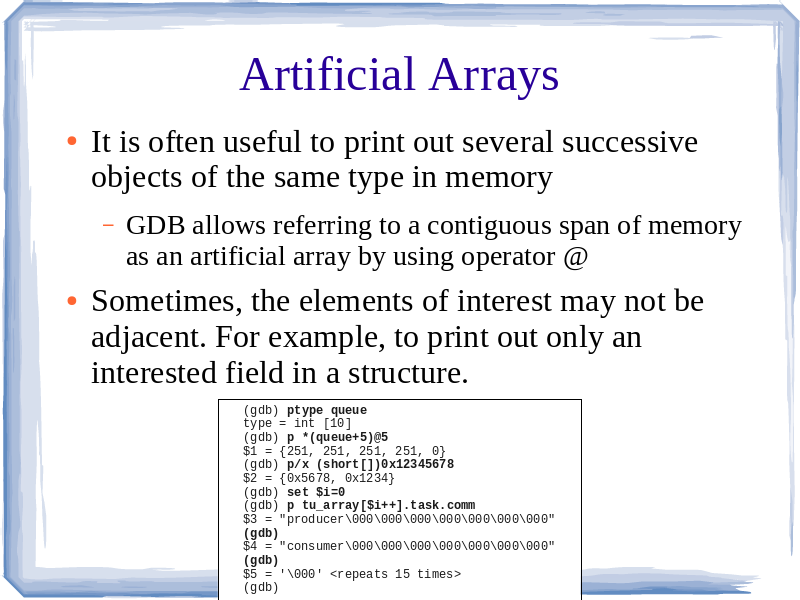 Artificial Arrays
• It is often useful to print out several successive
objects of the same type in memory
– GDB allows referring to a contiguous span of memory
as an artificial array by using operator @
• Sometimes, the elements of interest may not be
adjacent. For example, to print out only an
interested field in a structure.
(gdb) ptype queue
type = int [10]
(gdb) p *(queue+5)@5
$1 = {251, 251, 251, 251, 0}
(gdb) p/x (short[])0x12345678
$2 = {0x5678, 0x1234}
(gdb) set $i=0
(gdb) p tu_array[$i++].task.comm
$3 = "producer\000\000\000\000\000\000\000"
(gdb)
$4 = "consumer\000\000\000\000\000\000\000"
(gdb)
$5 = '\000' <repeats 15 times>
(gdb)